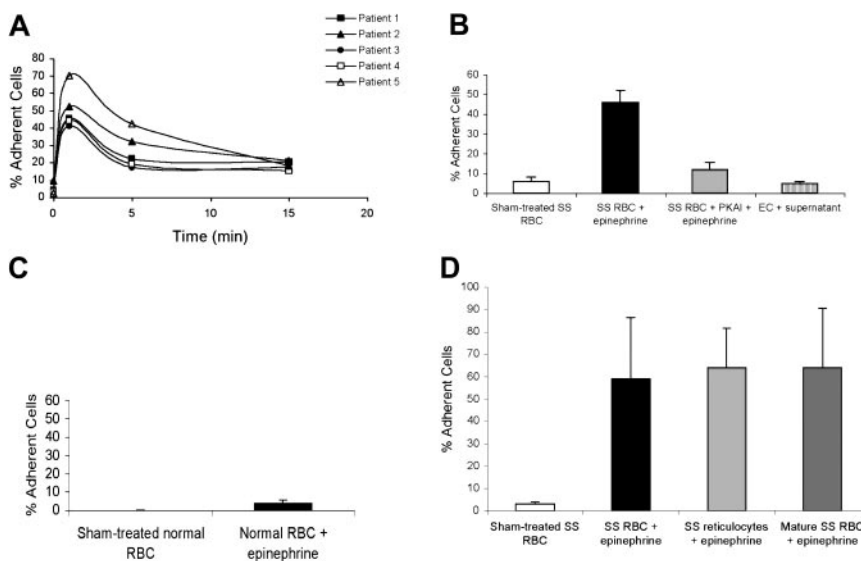 A
Patient 1
Patient 2
Patient 3
Patient 4
Patient 5
% Adherent Cells
80
70
60
50
40
30
20
10
0
0 5 10 15 20
Time (min)
B
% Adherent Cells
60
50
40
30
20
10
0
Sham-treated SS
RBC
SS RBC +
epinephrine
SS RBC + PKAI +
epinephrine
EC + supernatant
C
% Adherent Cells
60
50
40
30
20
10
0
Sham-treated normal
RBC
Normal RBC +
epinephrine
D
% Adherent Cells
100
90
80
70
60
50
40
30
20
10
0
Sham-treated SS
RBC
SS RBC +
epinephrine
SS reticulocytes
+ epinephrine
Mature SS RBC
+ epinephrine